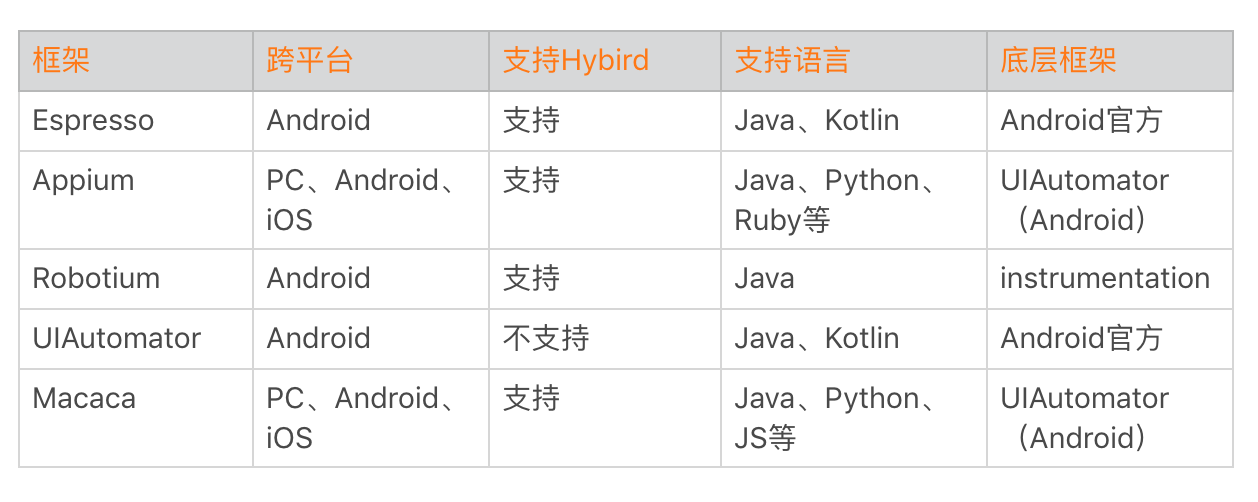 框架 跨平台 支持Hybird 支持语言 底层框架
Espresso Android 支持 Java、Kotlin Android官方
Appium PC、Android、 支持 Java、Python、 UIAutomator
iOS Ruby等 （Android）
Robotium Android 支持 Java instrumentation
UIAutomator Android 不支持 Java、Kotlin Android官方
Macaca PC、Android、 支持 Java、Python、 UIAutomator
iOS JS等 （Android）